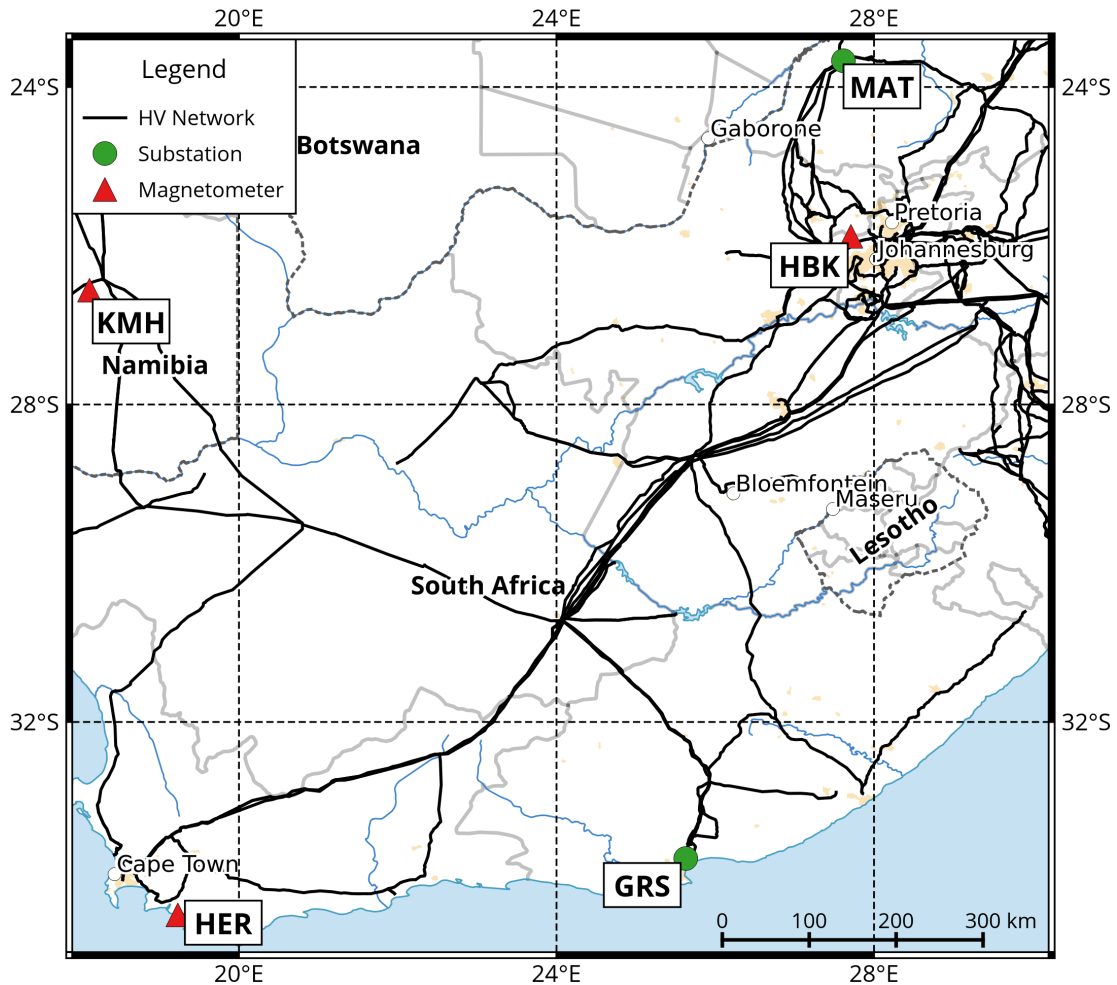 20°E 24°E 28°E
Legend
HV Network
Substation
Magnetometer
24°S 24°S
MAT
Gaborone
Botswana
Pretoria
Johannesburg
HBK
KMH
Namibia
28°S 28°S
Bloemfontein
Maseru
Lesotho
South Africa
32°S 32°S
Cape Town
GRS
HER
0 100 200 300 km
20°E 24°E 28°E